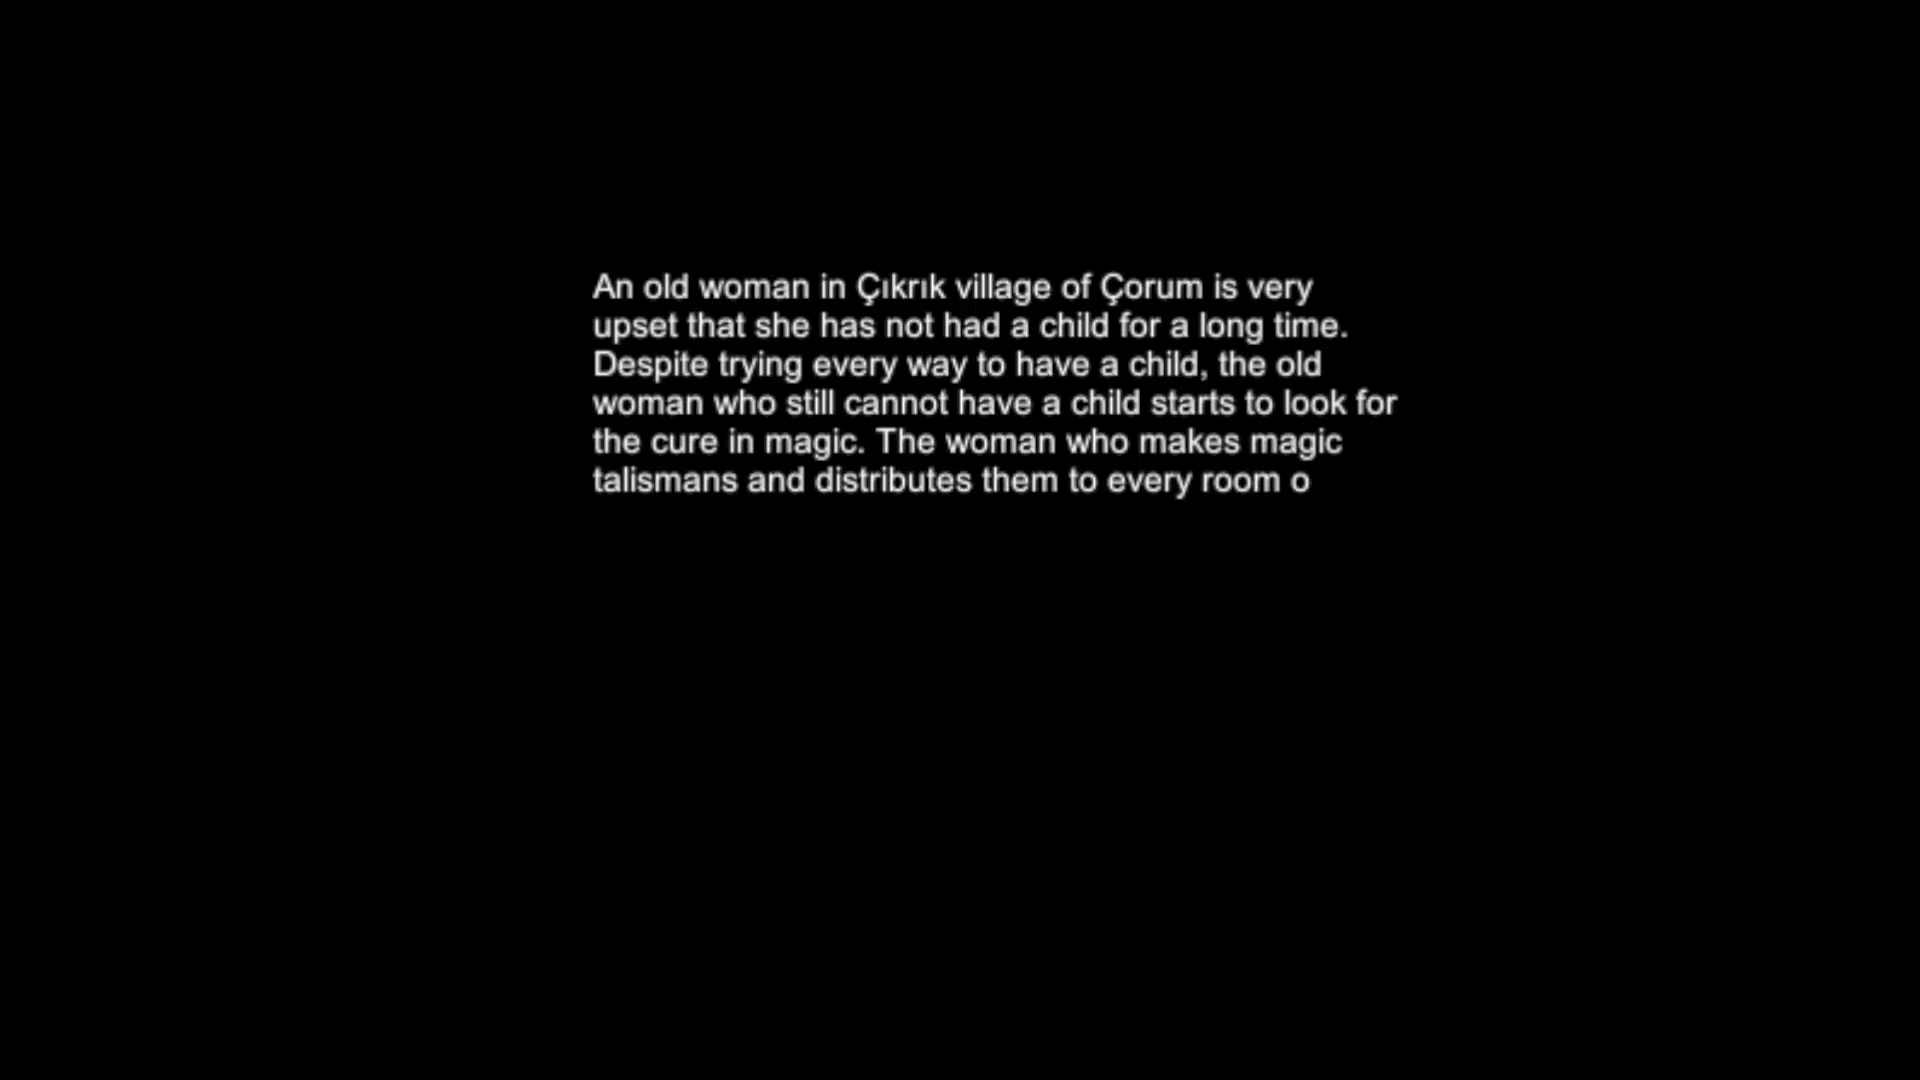 An old woman in Çıkrık village of Çorum is very
upset that she has not had a child for a long time.
Despite trying every way to have a child, the old
woman who still cannot have a child starts to look for
the cure in magic. The woman who makes magic
talismans and distributes them to every room o